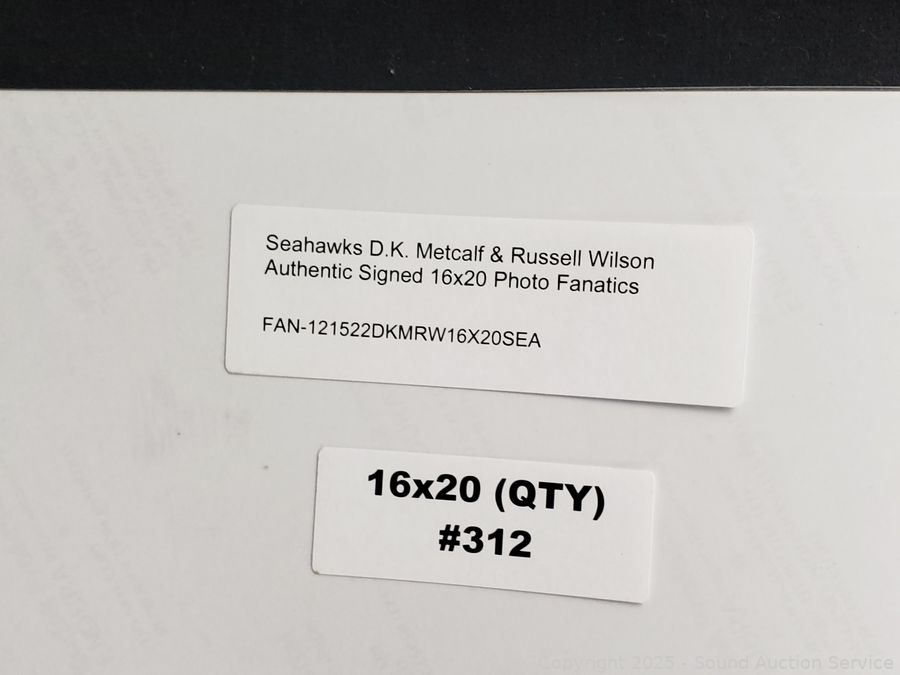 Seahawks D.K. Metcalf & Russell Wilson
Authentic Signed 16x20 Photo Fanatics
FAN-121522DKMRW16X20SEA
16x20 (QTY)
#312
Copyright 2025 - Sound Auction Service